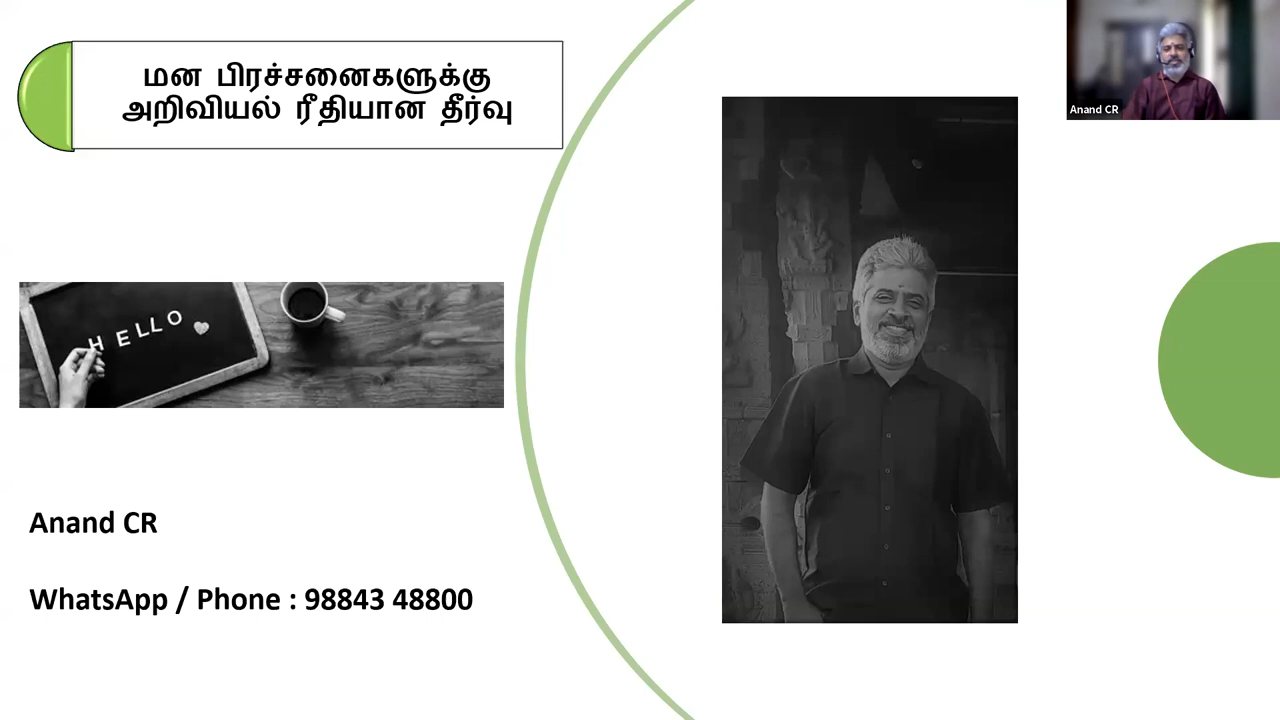 மன பிரச்சனைகளுக்கு
அறிவியல் ரீதியான தீர்வு
Anand CR
HELLO
Anand CR
WhatsApp / Phone : 98843 48800